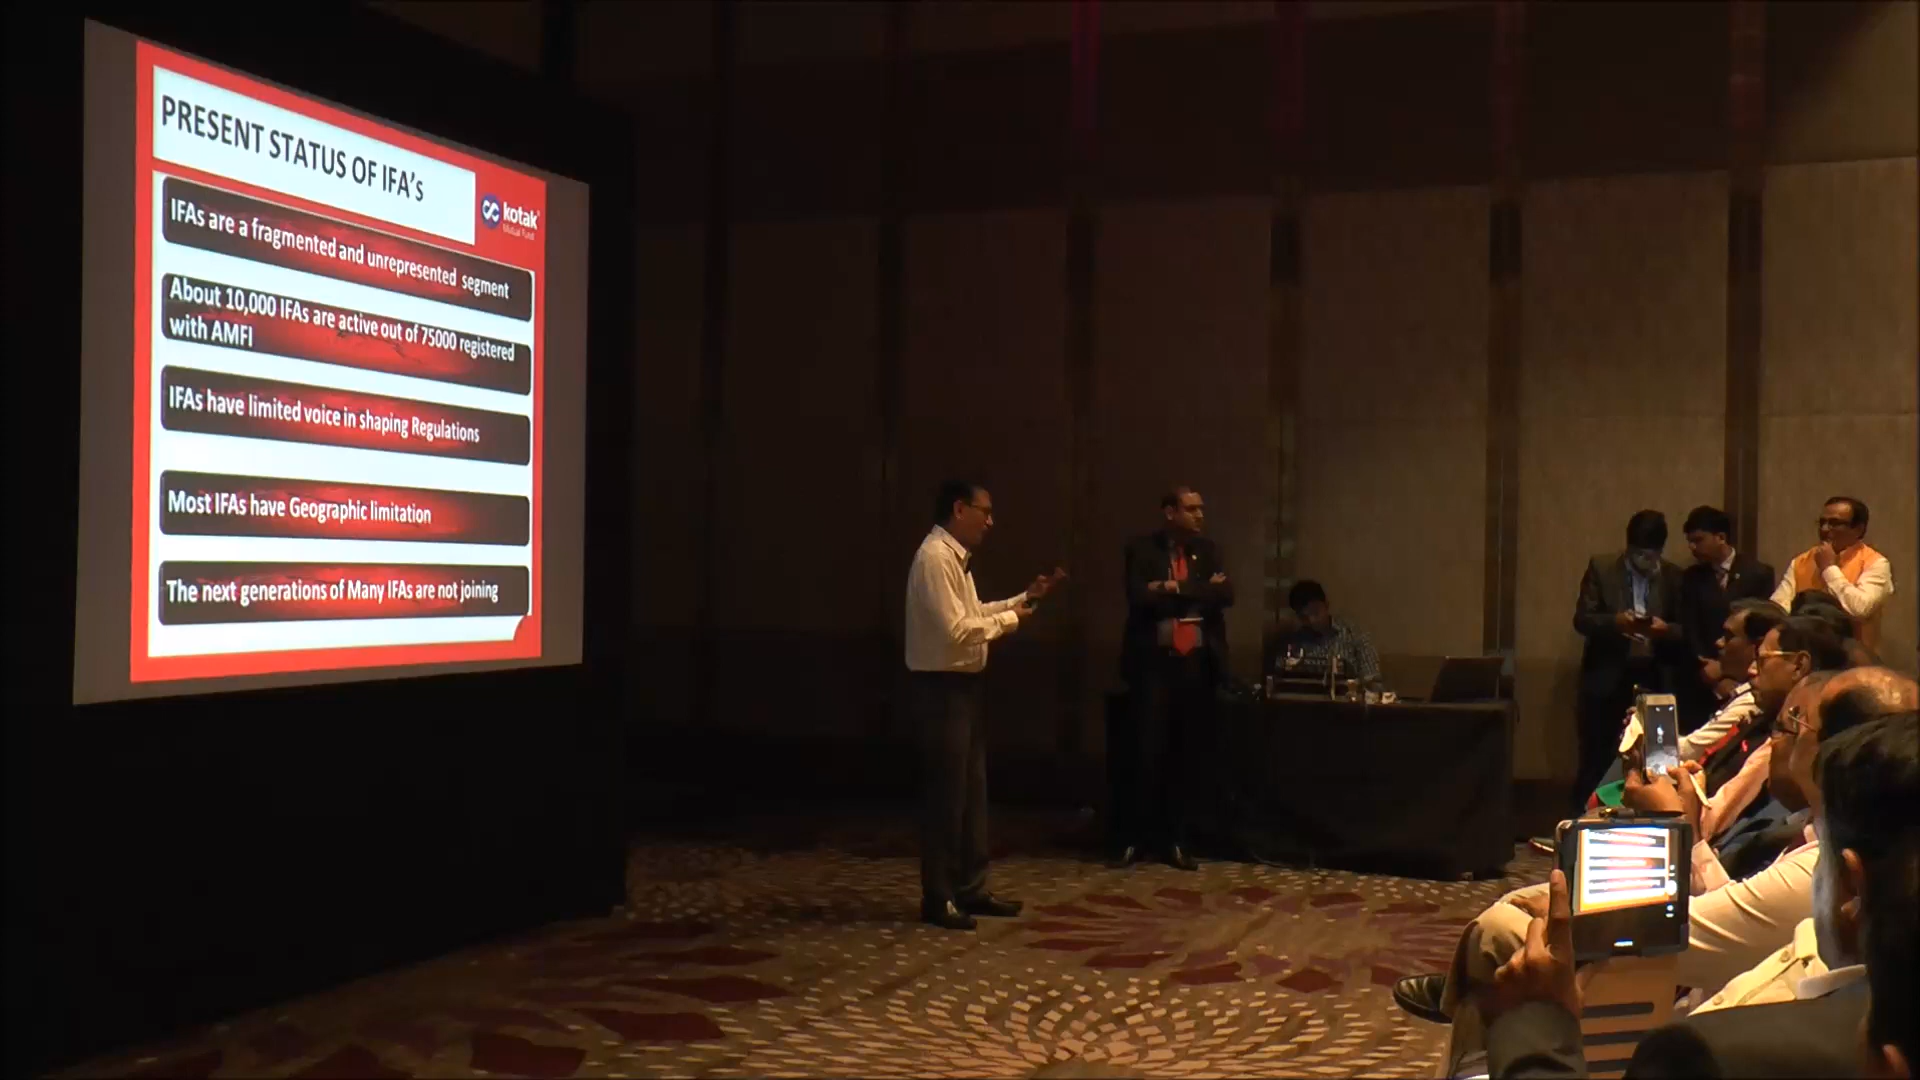 PRESENT STATUS OF IFA's
kotak
Mutual Fund
IFAs are a fragmented and unrepresented segment
About 10,000 IFAs are active out of 75000 registered
with AMFI
IFAs have limited voice in shaping Regulations
Most IFAs have Geographic limitation
The next generations of Many IFAs are not joining